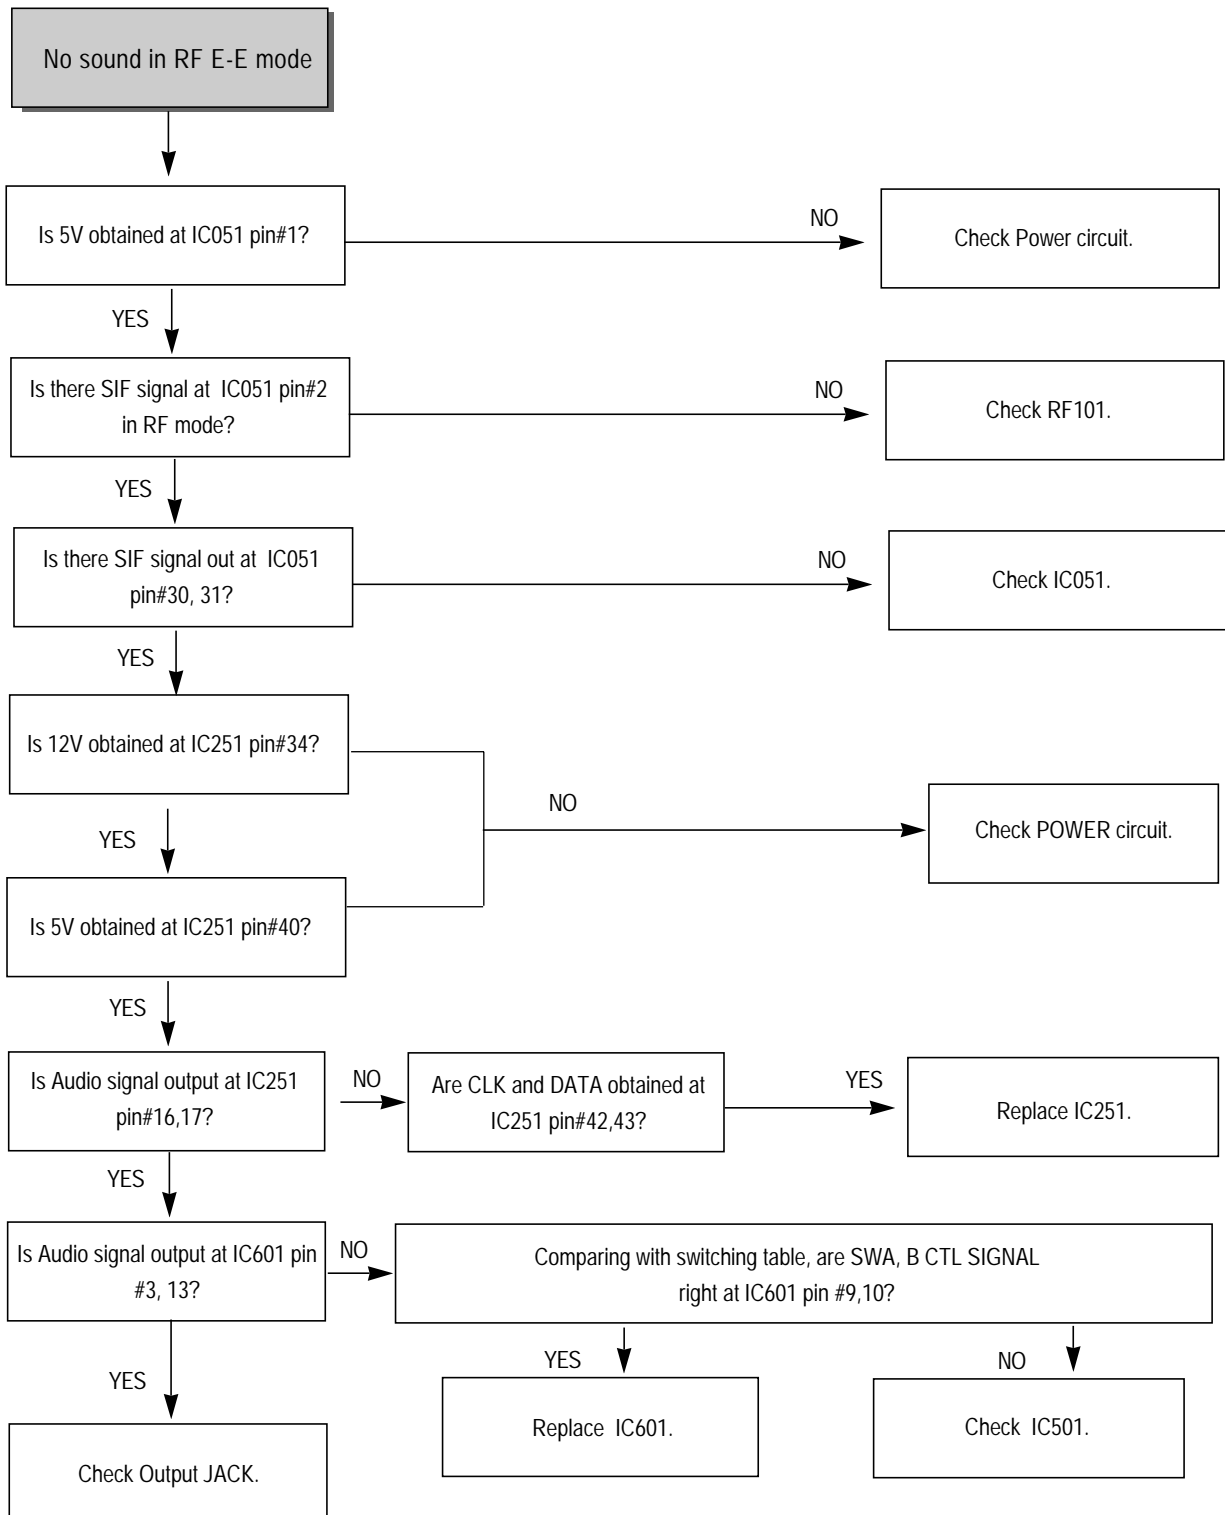 No sound in RF E-E mode
Is 5V obtained at IC051 pin#1?
NO
Check Power circuit.
YES
Is there SIF signal at IC051 pin#2
in RF mode?
NO
Check RF101.
YES
Is there SIF signal out at IC051
pin#30, 31?
NO
Check IC051.
YES
Is 12V obtained at IC251 pin#34?
NO
Check POWER circuit.
YES
Is 5V obtained at IC251 pin#40?
YES
Is Audio signal output at IC251
pin#16,17?
NO
Are CLK and DATA obtained at
IC251 pin#42,43?
YES
Replace IC251.
YES
Is Audio signal output at IC601 pin
#3, 13?
NO
Comparing with switching table, are SWA, B CTL SIGNAL
right at IC601 pin #9,10?
YES
Replace IC601.
NO
Check IC501.
YES
Check Output JACK.